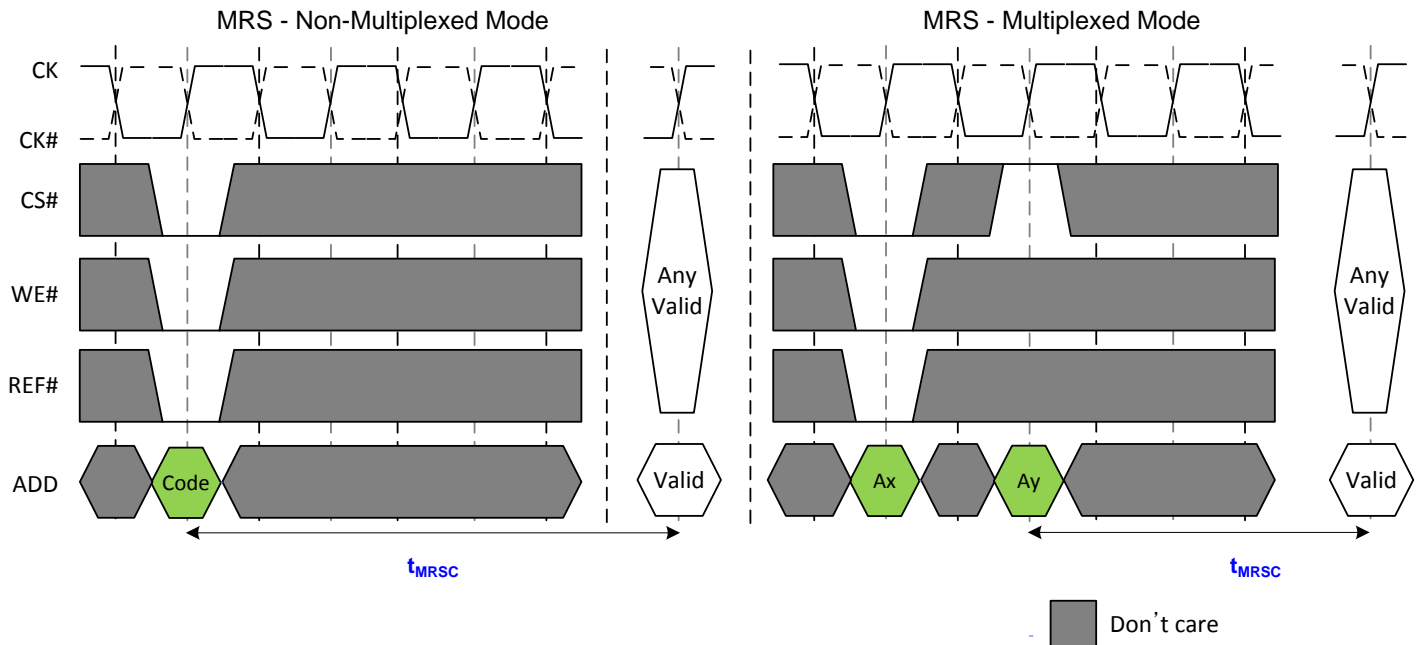 MRS - Non-Multiplexed Mode
MRS - Multiplexed Mode
CK
CK#
CS#
WE#
REF#
ADD
Any
Valid
Code
Valid
tMRSC
Any
Valid
Ax
Ay
Valid
tMRSC
Don't care